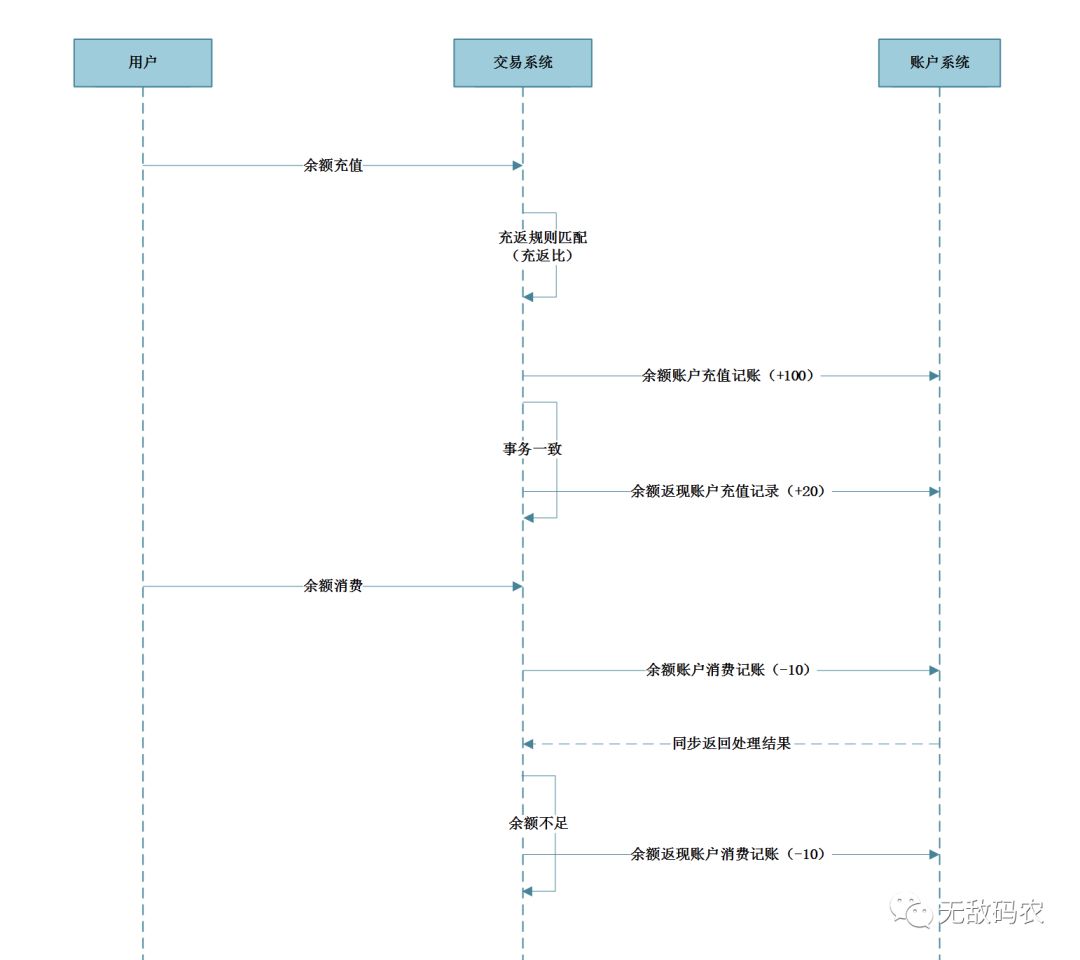 用户
交易系统
账户系统
余额充值
充返规则匹配
（充返比）
余额账户充值记账（+100）
事务一致
余额返现账户充值记录（+20）
余额消费
余额账户消费记账（-10）
同步返回处理结果
余额不足
余额返现账户消费记账（-10）
无敌码农